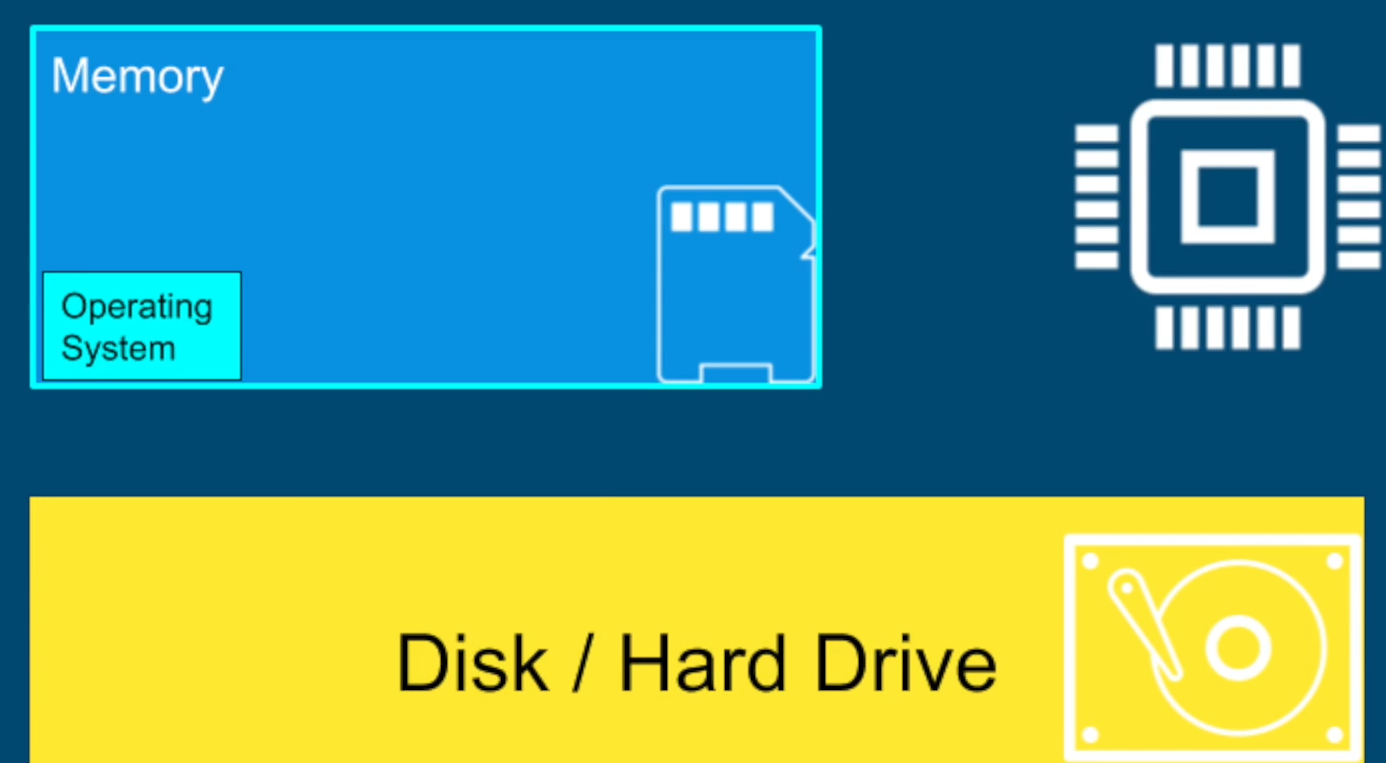 Memory
Operating
System
Disk / Hard Drive